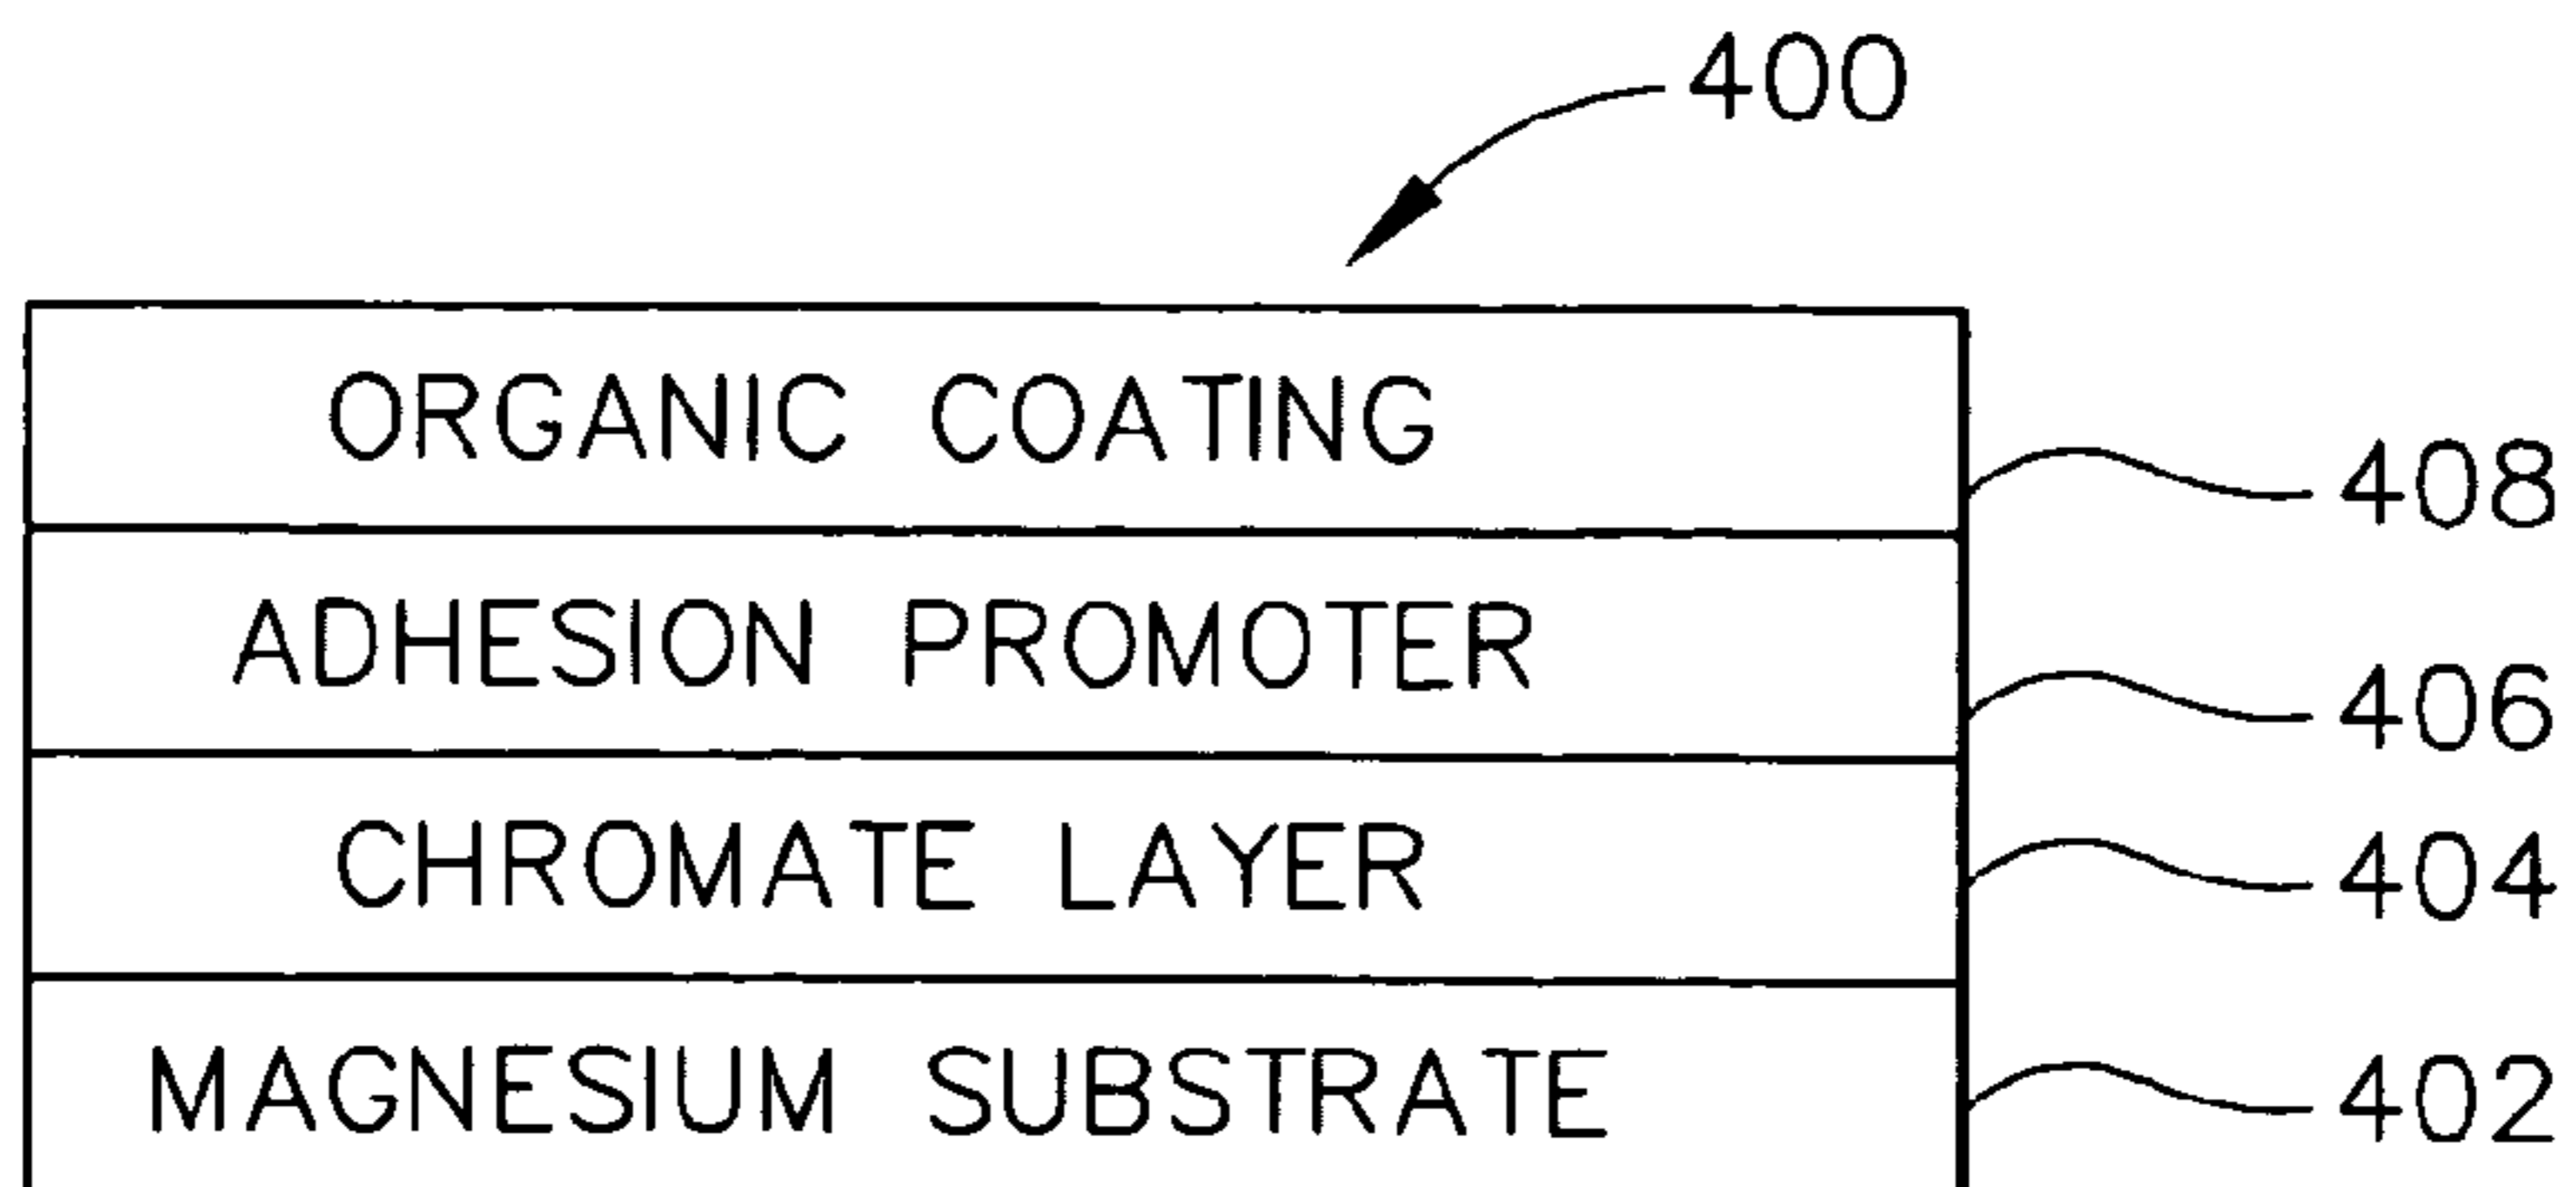 400
ORGANIC COATING
408
ADHESION PROMOTER
406
CHROMATE LAYER
404
MAGNESIUM SUBSTRATE
402